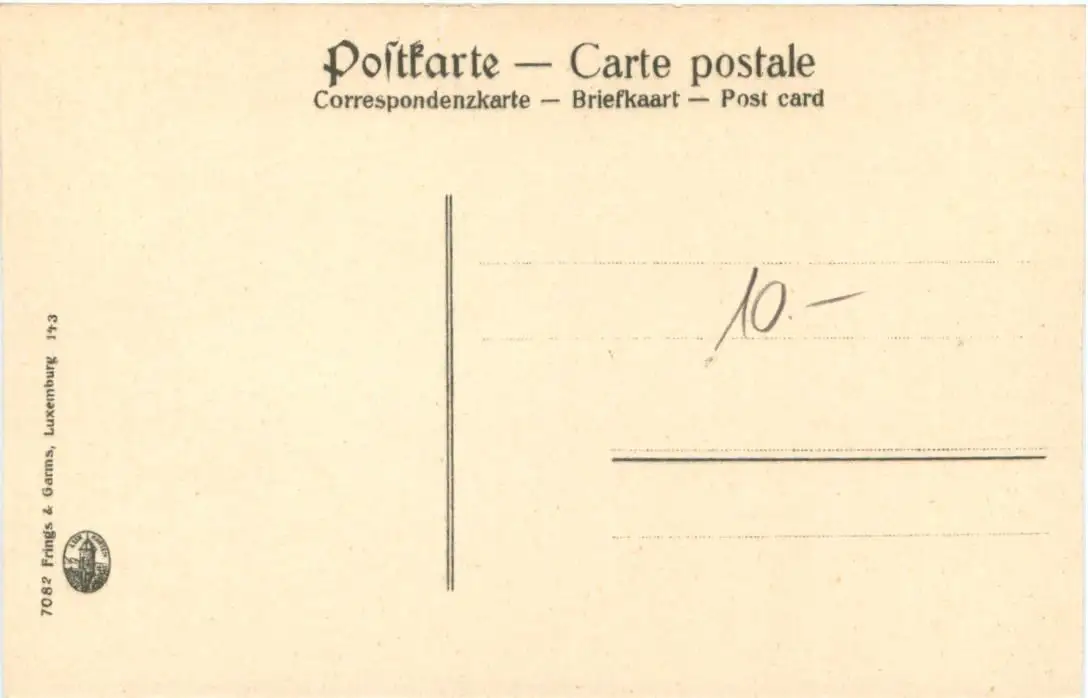 Poſtkarte — Carte postale
Correspondenzkarte — Briefkaart — Post card
10.—
7082 Frings & Garms, Luxemburg 143